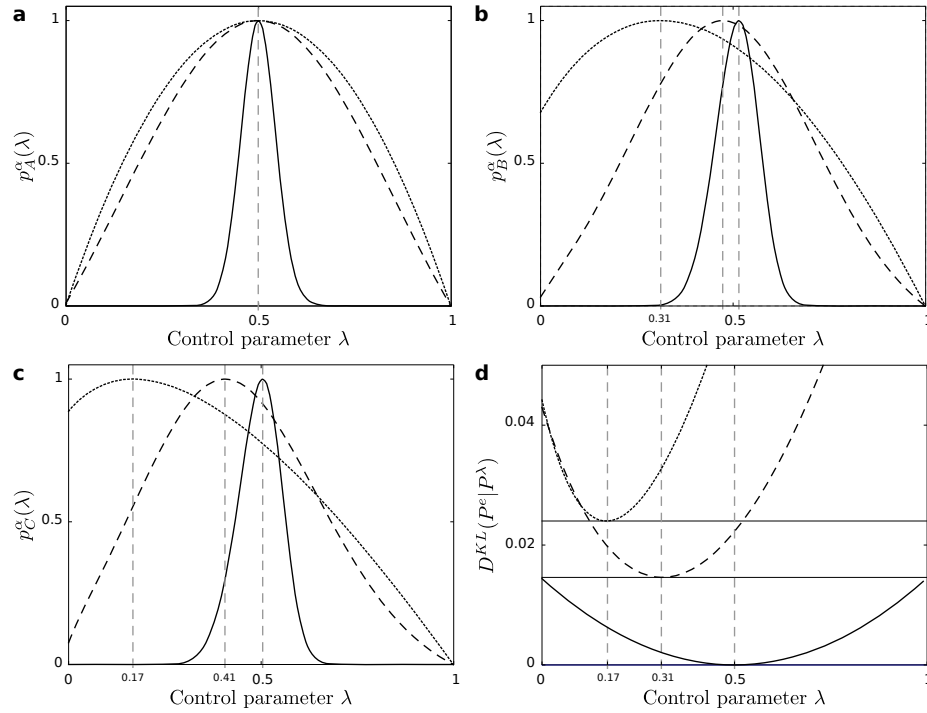 a
1
0.5
0
p_A^α(λ)
0
0.5
1
Control parameter λ
b
1
0.5
0
p_B^α(λ)
0
0.31
0.5
1
Control parameter λ
c
1
0.5
0
p_C^α(λ)
0
0.17
0.41
0.5
1
Control parameter λ
d
0.04
0.02
0
D^{KL}(P^e|P^λ)
0
0.17
0.31
0.5
1
Control parameter λ